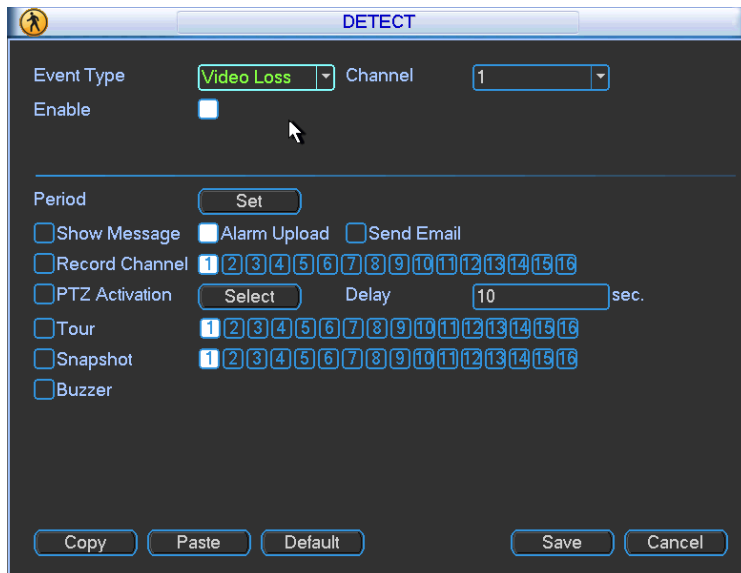 DETECT
Event Type Video Loss Channel 1
Enable
Period Set
Show Message Alarm Upload Send Email
Record Channel 1 2 3 4 5 6 7 8 9 10 11 12 13 14 15 16
PTZ Activation Select Delay 10 sec.
Tour 1 2 3 4 5 6 7 8 9 10 11 12 13 14 15 16
Snapshot 1 2 3 4 5 6 7 8 9 10 11 12 13 14 15 16
Buzzer
Copy Paste Default Save Cancel